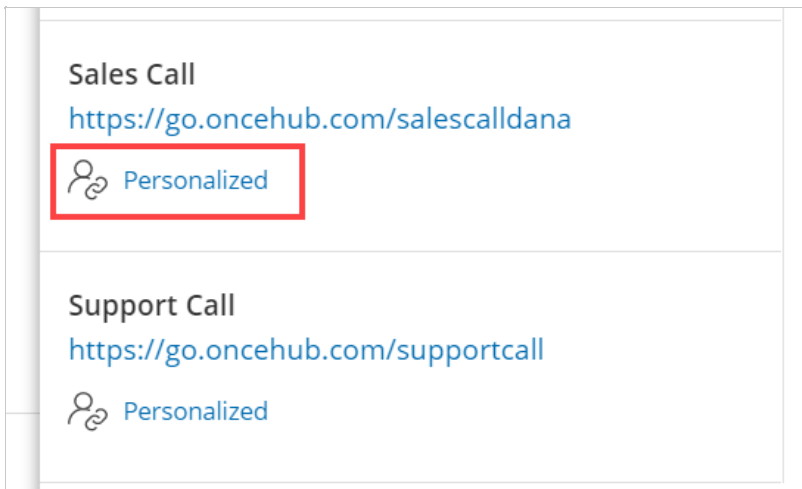 Sales Call
https://go.oncehub.com/salescalldana
Personalized
Support Call
https://go.oncehub.com/supportcall
Personalized